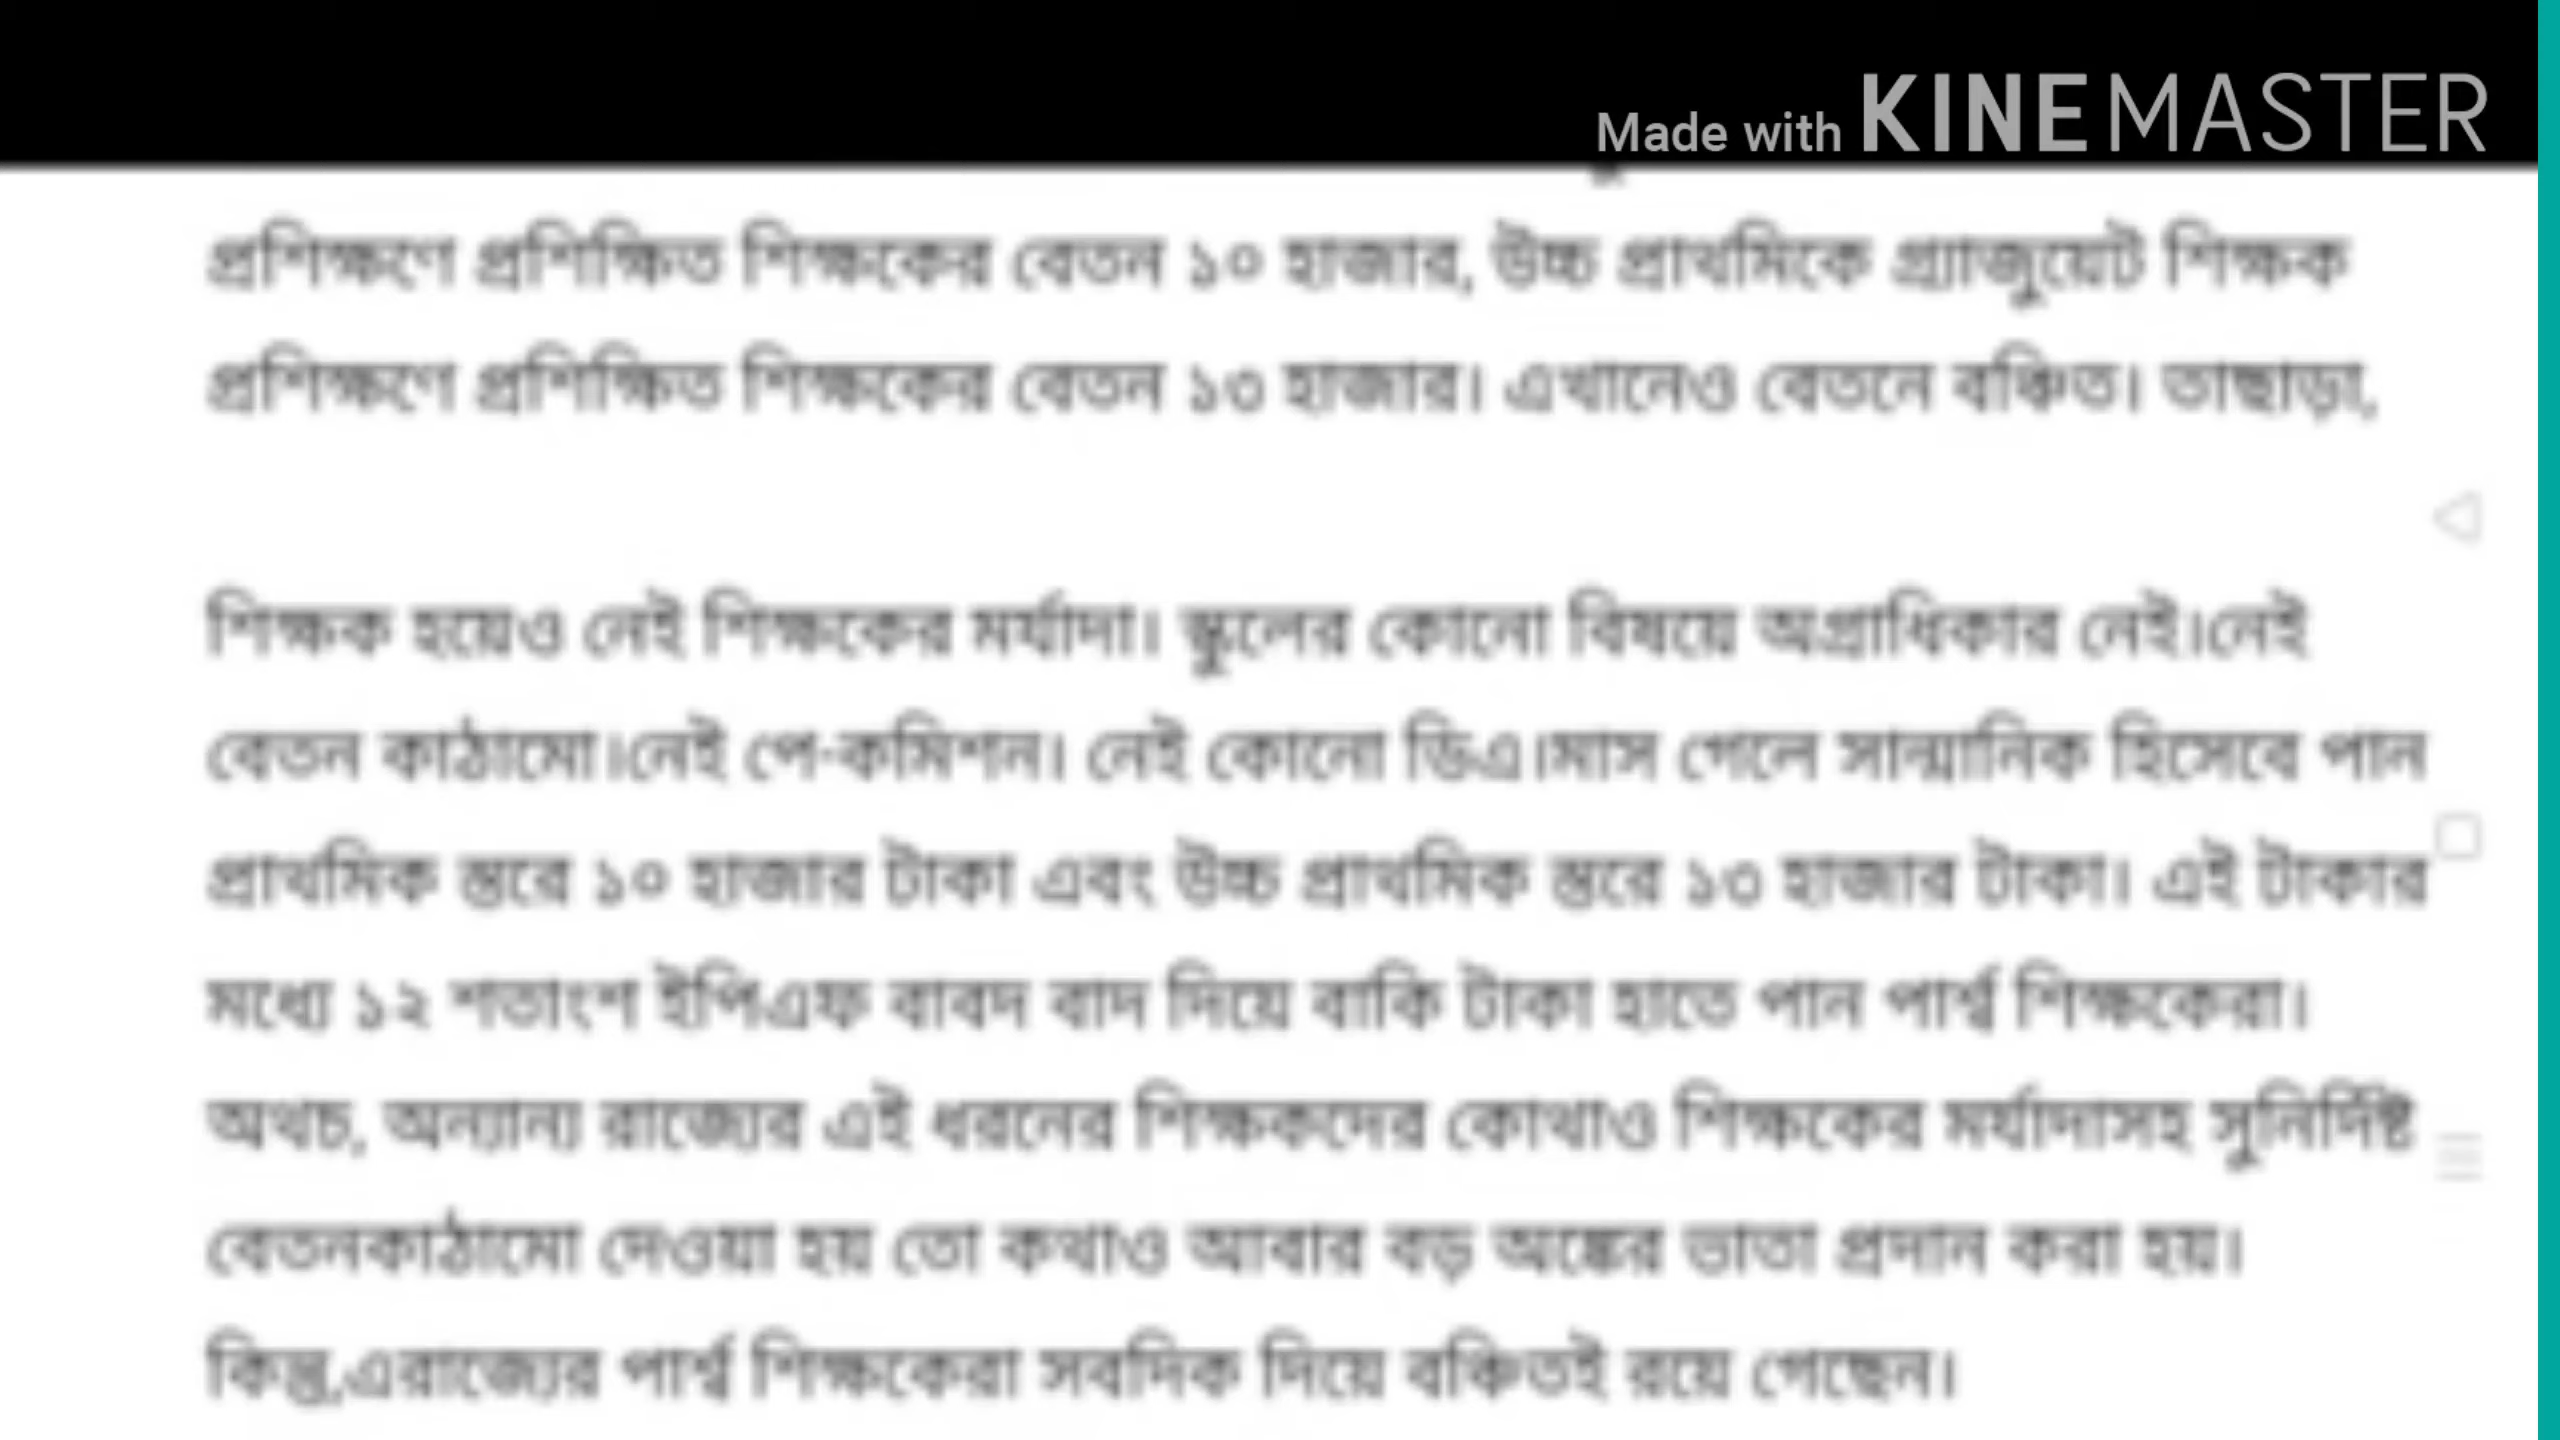 Made with KINEMASTER
প্রশিক্ষণে প্রশিক্ষিত শিক্ষকের বেতন ১০ হাজার, উচ্চ প্রাথমিকে গ্র্যাজুয়েট শিক্ষক
প্রশিক্ষণে প্রশিক্ষিত শিক্ষকের বেতন ১৩ হাজার। এখানেও বেতনে বঞ্চিত। তাছাড়া,
শিক্ষক হয়েও নেই শিক্ষকের মর্যাদা। স্কুলের কোনো বিষয়ে অগ্রাধিকার নেই।নেই
বেতন কাঠামো।নেই পে-কমিশন। নেই কোনো ডিএ।মাস গেলে সান্মানিক হিসেবে পান
প্রাথমিক স্তরে ১০ হাজার টাকা এবং উচ্চ প্রাথমিক স্তরে ১৩ হাজার টাকা। এই টাকার
মধ্যে ১২ শতাংশ ইপিএফ বাবদ বাদ দিয়ে বাকি টাকা হাতে পান পার্শ্ব শিক্ষকেরা।
অথচ, অন্যান্য রাজ্যের এই ধরনের শিক্ষকদের কোথাও শিক্ষকের মর্যাদাসহ সুনির্দিষ্ট
বেতনকাঠামো দেওয়া হয় তো কথাও আবার বড় অঙ্কের ভাতা প্রদান করা হয়।
কিন্তু,এরাজ্যের পার্শ্ব শিক্ষকেরা সবদিক দিয়ে বঞ্চিতই রয়ে গেছেন।